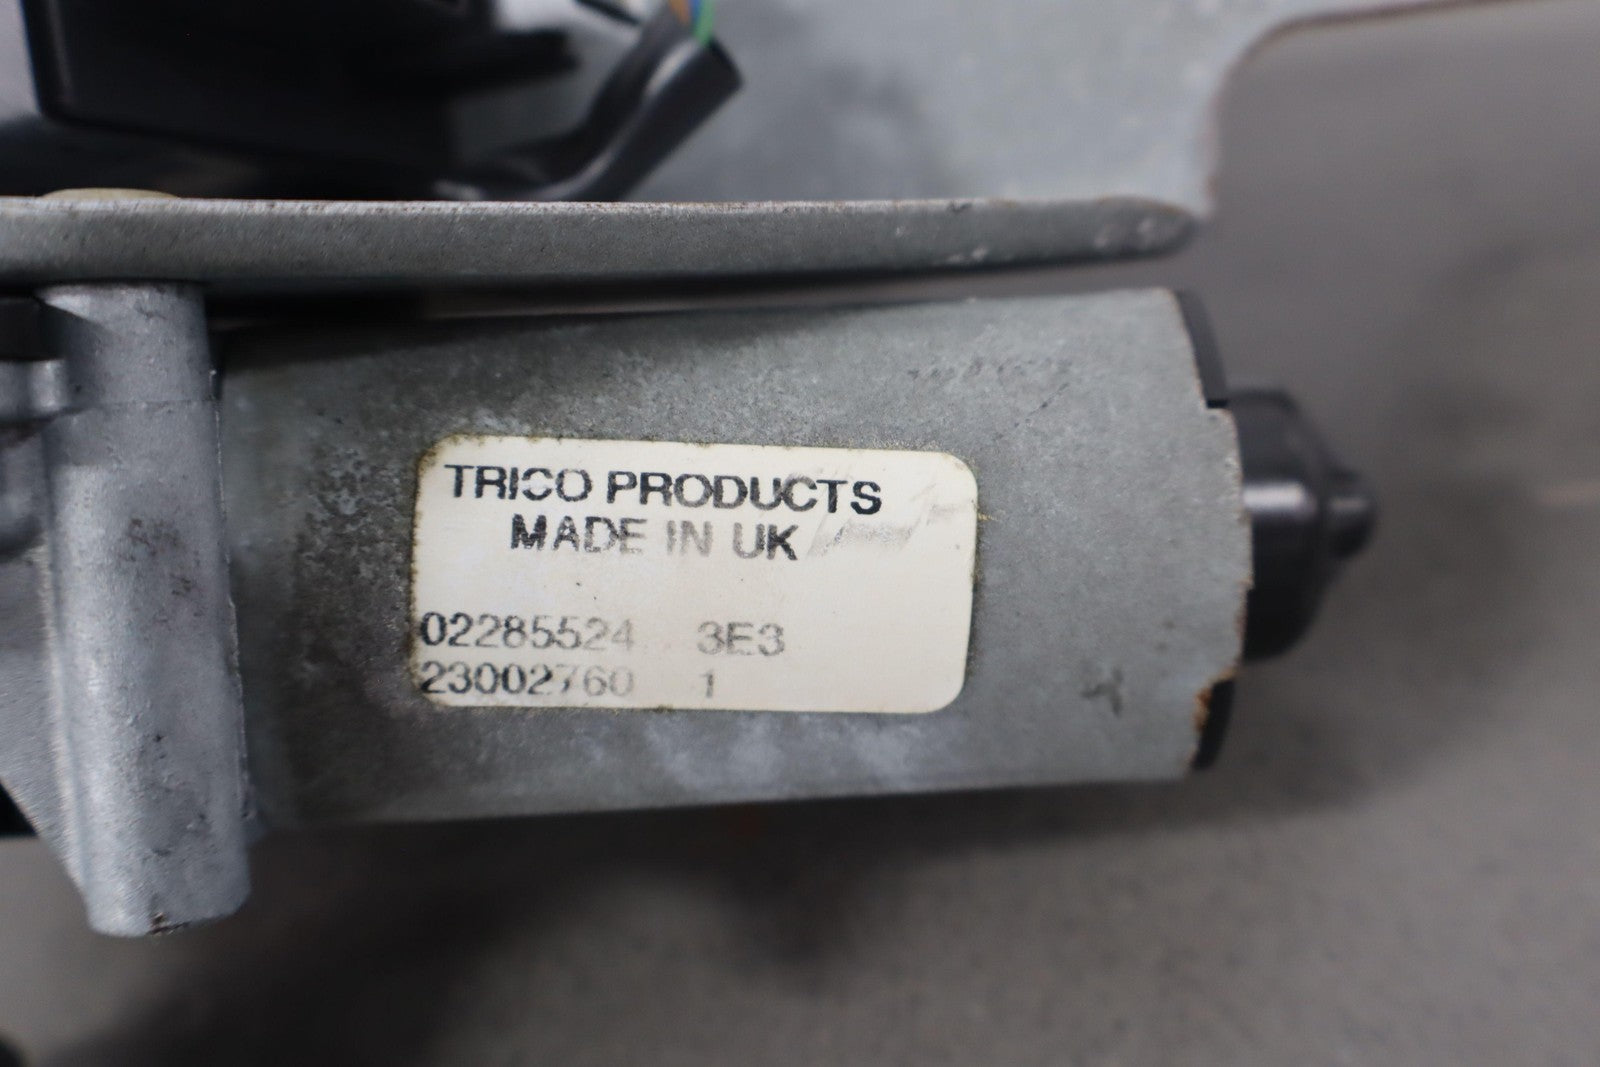 TRICO PRODUCTS
MADE IN UK
02285524 3E3
23002760 1